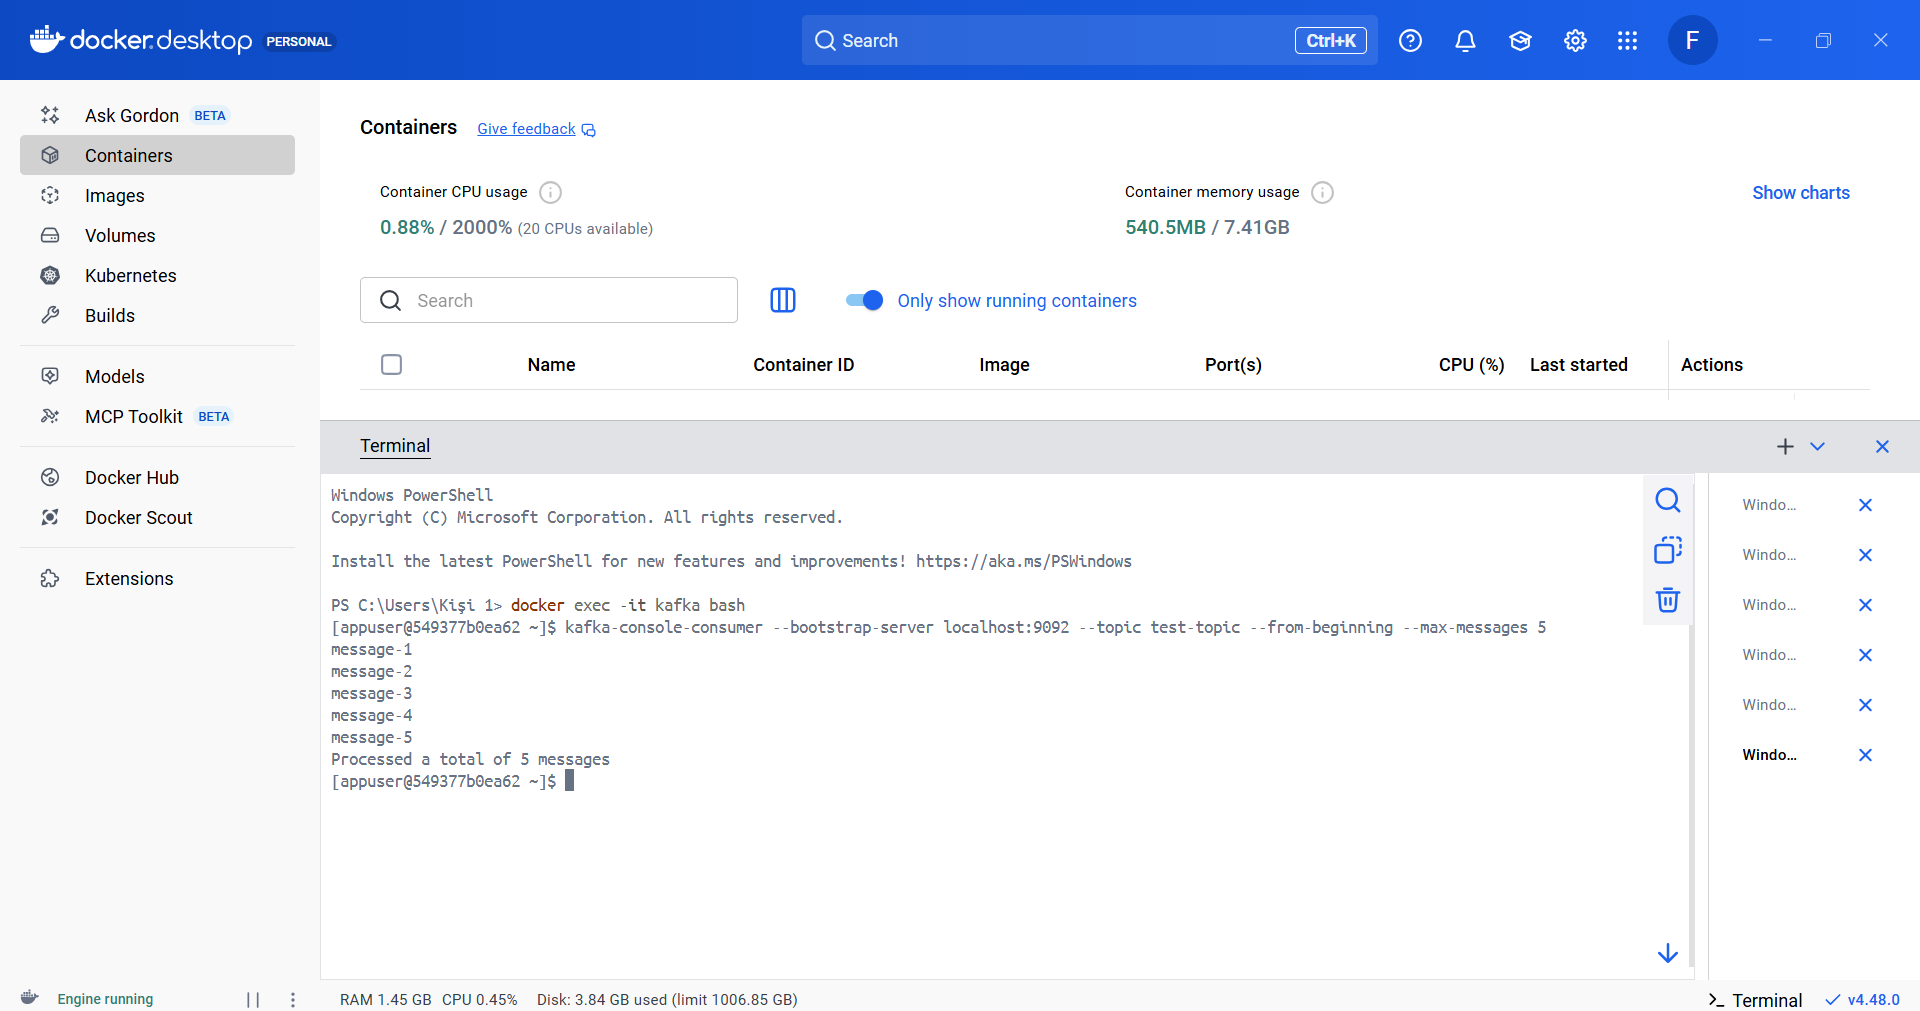 docker.desktop PERSONAL
Search
Ctrl+K
F
Ask Gordon BETA
Containers
Images
Volumes
Kubernetes
Builds
Models
MCP Toolkit BETA
Docker Hub
Docker Scout
Extensions
Containers Give feedback
Container CPU usage
0.88% / 2000% (20 CPUs available)
Container memory usage
540.5MB / 7.41GB
Show charts
Search
Only show running containers
Name Container ID Image Port(s) CPU (%) Last started Actions
Terminal
Windows PowerShell
Copyright (C) Microsoft Corporation. All rights reserved.
Install the latest PowerShell for new features and improvements! https://aka.ms/PSWindows
PS C:\Users\Kişi 1> docker exec -it kafka bash
[appuser@549377b0ea62 ~]$ kafka-console-consumer --bootstrap-server localhost:9092 --topic test-topic --from-beginning --max-messages 5
message-1
message-2
message-3
message-4
message-5
Processed a total of 5 messages
[appuser@549377b0ea62 ~]$
Windo...
Windo...
Windo...
Windo...
Windo...
Windo...
Engine running
RAM 1.45 GB CPU 0.45% Disk: 3.84 GB used (limit 1006.85 GB)
Terminal
v4.48.0